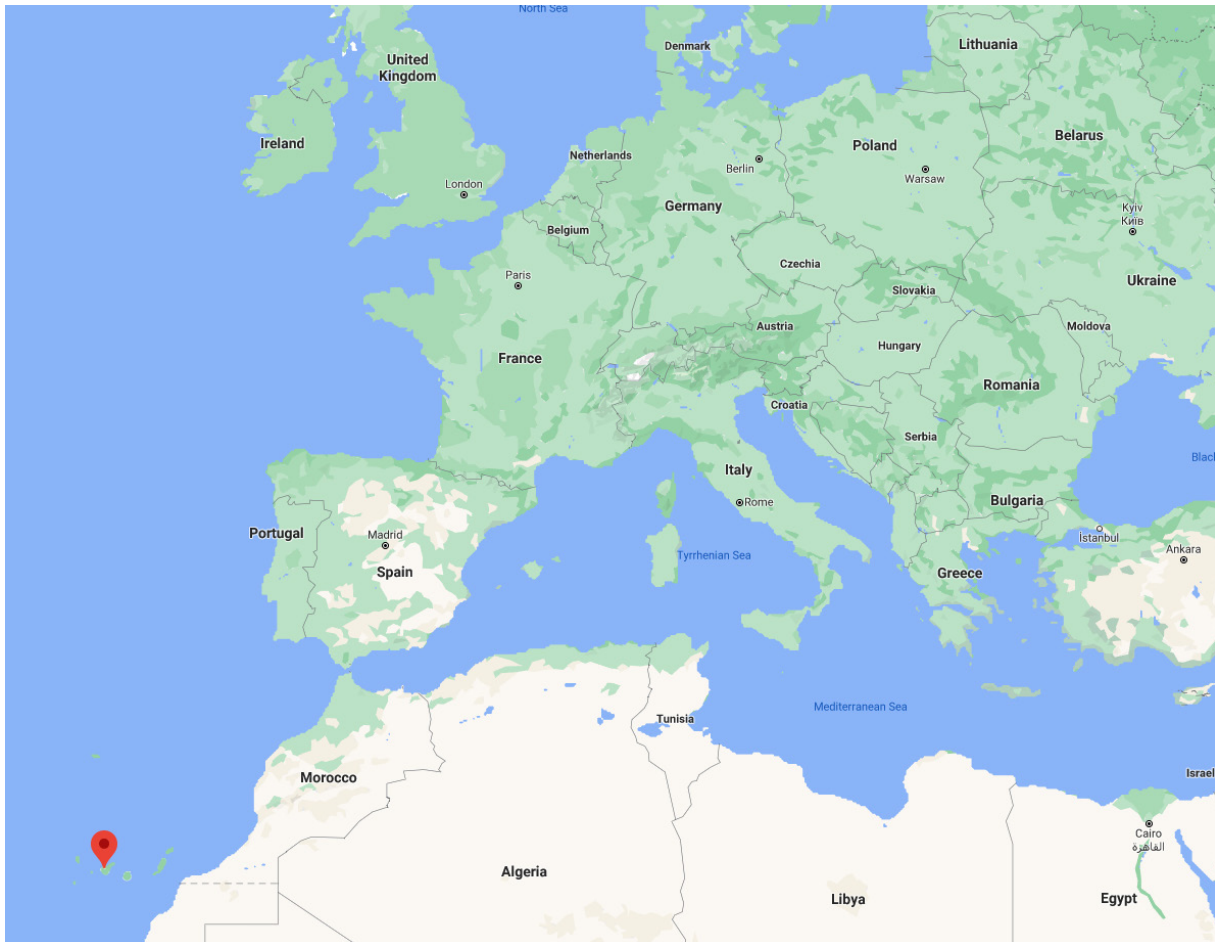 North Sea
Denmark
Lithuania
United
Kingdom
Ireland
Netherlands
Poland
Belarus
Berlin
Warsaw
London
Germany
Kyiv
Київ
Belgium
Czechia
Paris
Slovakia
Ukraine
Austria
Moldova
Hungary
France
Romania
Croatia
Serbia
Italy
Black
Rome
Bulgaria
Portugal
Madrid
İstanbul
Tyrrhenian Sea
Ankara
Spain
Greece
Mediterranean Sea
Tunisia
Morocco
Israel
Cairo
القاهرة
Algeria
Libya
Egypt